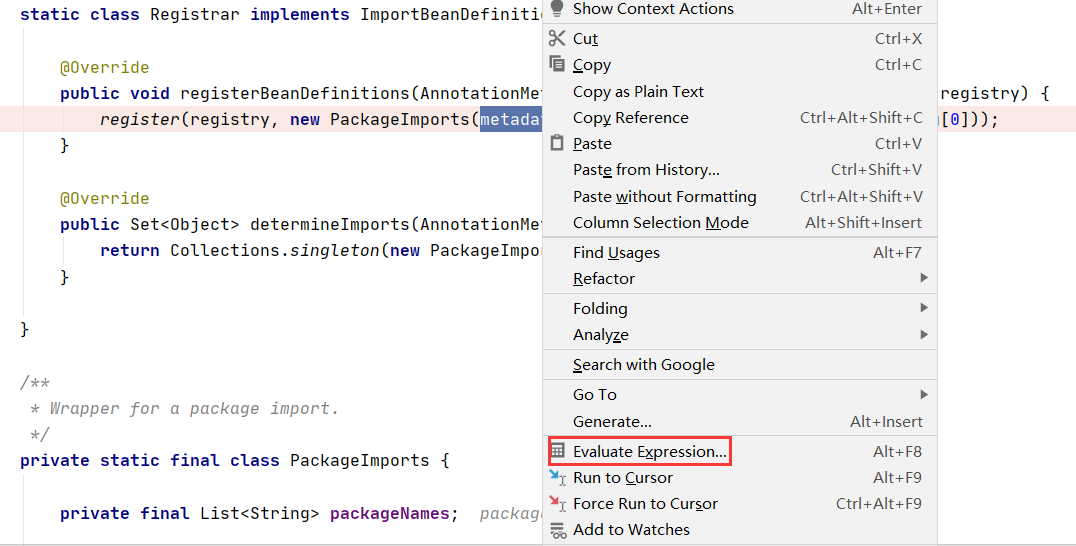 static class Registrar implements ImportBeanDefiniti
@Override
public void registerBeanDefinitions(AnnotationMet registry) {
register(registry, new PackageImports(metadat [0]));
}
@Override
public Set<Object> determineImports(AnnotationMet
return Collections.singleton(new PackageImpor
}
}
/**
* Wrapper for a package import.
*/
private static final class PackageImports {
private final List<String> packageNames; packag
Show Context Actions Alt+Enter
Cut Ctrl+X
Copy Ctrl+C
Copy as Plain Text
Copy Reference Ctrl+Alt+Shift+C
Paste Ctrl+V
Paste from History... Ctrl+Shift+V
Paste without Formatting Ctrl+Alt+Shift+V
Column Selection Mode Alt+Shift+Insert
Find Usages Alt+F7
Refactor
Folding
Analyze
Search with Google
Go To
Generate... Alt+Insert
Evaluate Expression... Alt+F8
Run to Cursor Alt+F9
Force Run to Cursor Ctrl+Alt+F9
Add to Watches